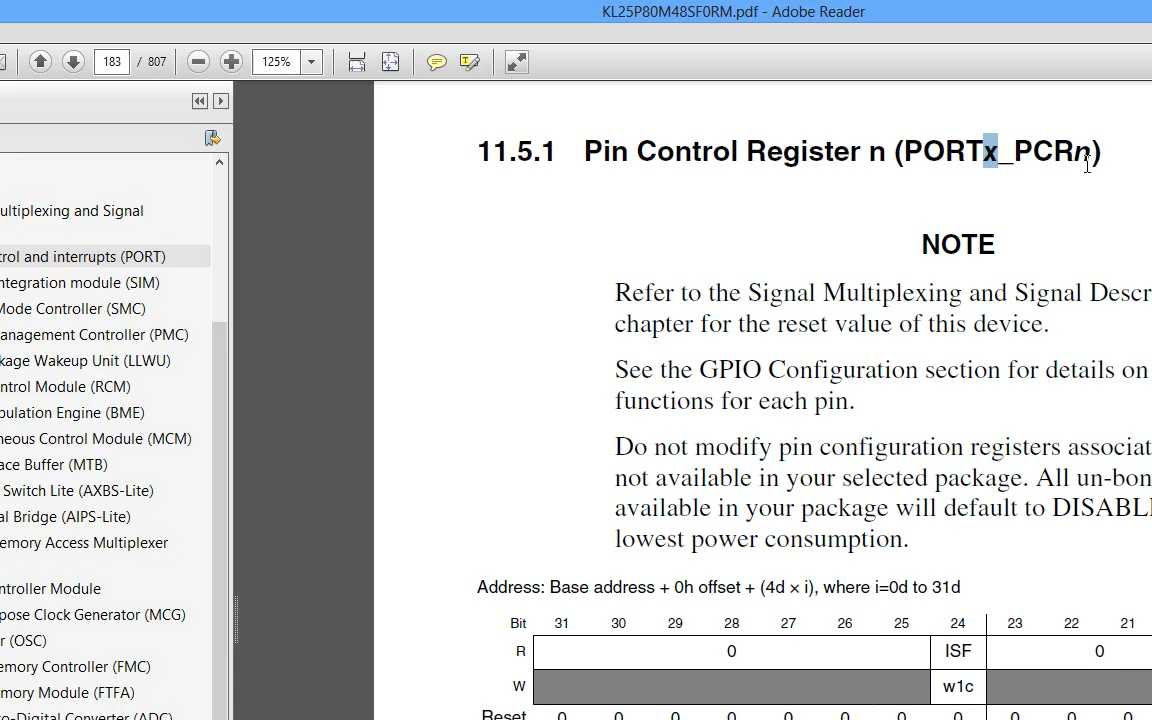 KL25P80M48SF0RM.pdf - Adobe Reader
183 / 807 125%
ultiplexing and Signal
rol and interrupts (PORT)
ntegration module (SIM)
Mode Controller (SMC)
anagement Controller (PMC)
kage Wakeup Unit (LLWU)
ntrol Module (RCM)
pulation Engine (BME)
neous Control Module (MCM)
ace Buffer (MTB)
Switch Lite (AXBS-Lite)
al Bridge (AIPS-Lite)
emory Access Multiplexer
ntroller Module
pose Clock Generator (MCG)
r (OSC)
emory Controller (FMC)
mory Module (FTFA)
o-Digital Converter (ADC)
11.5.1 Pin Control Register n (PORTx_PCRn)
NOTE
Refer to the Signal Multiplexing and Signal Descr
chapter for the reset value of this device.
See the GPIO Configuration section for details on
functions for each pin.
Do not modify pin configuration registers associat
not available in your selected package. All un-bon
available in your package will default to DISABL
lowest power consumption.
Address: Base address + 0h offset + (4d × i), where i=0d to 31d
Bit 31 30 29 28 27 26 25 24 23 22 21
R 0 ISF 0
W w1c
Reset 0 0 0 0 0 0 0 0 0 0 0